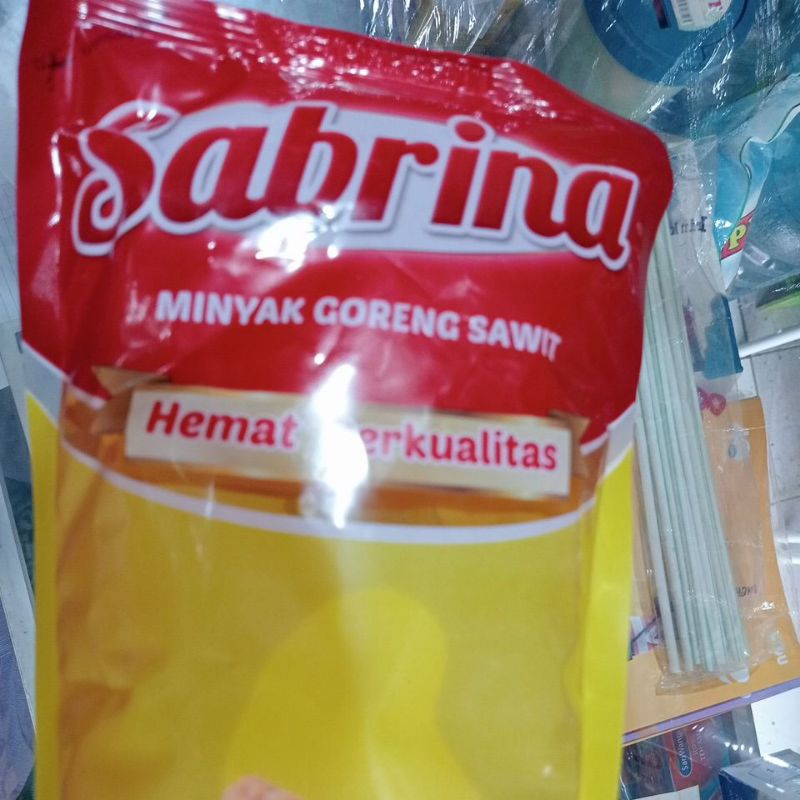 Sabrina
MINYAK GORENG SAWIT
Hemat Berkualitas